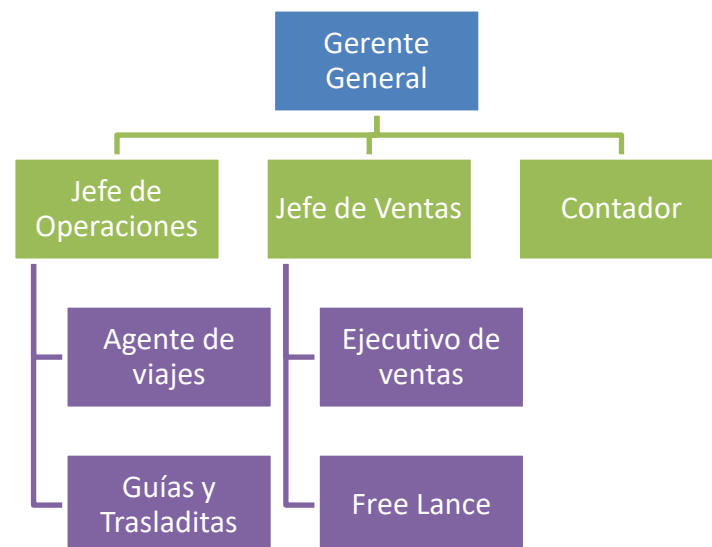 Gerente
General
Jefe de
Operaciones
Jefe de Ventas
Contador
Agente de
viajes
Ejecutivo de
ventas
Guías y
Trasladitas
Free Lance